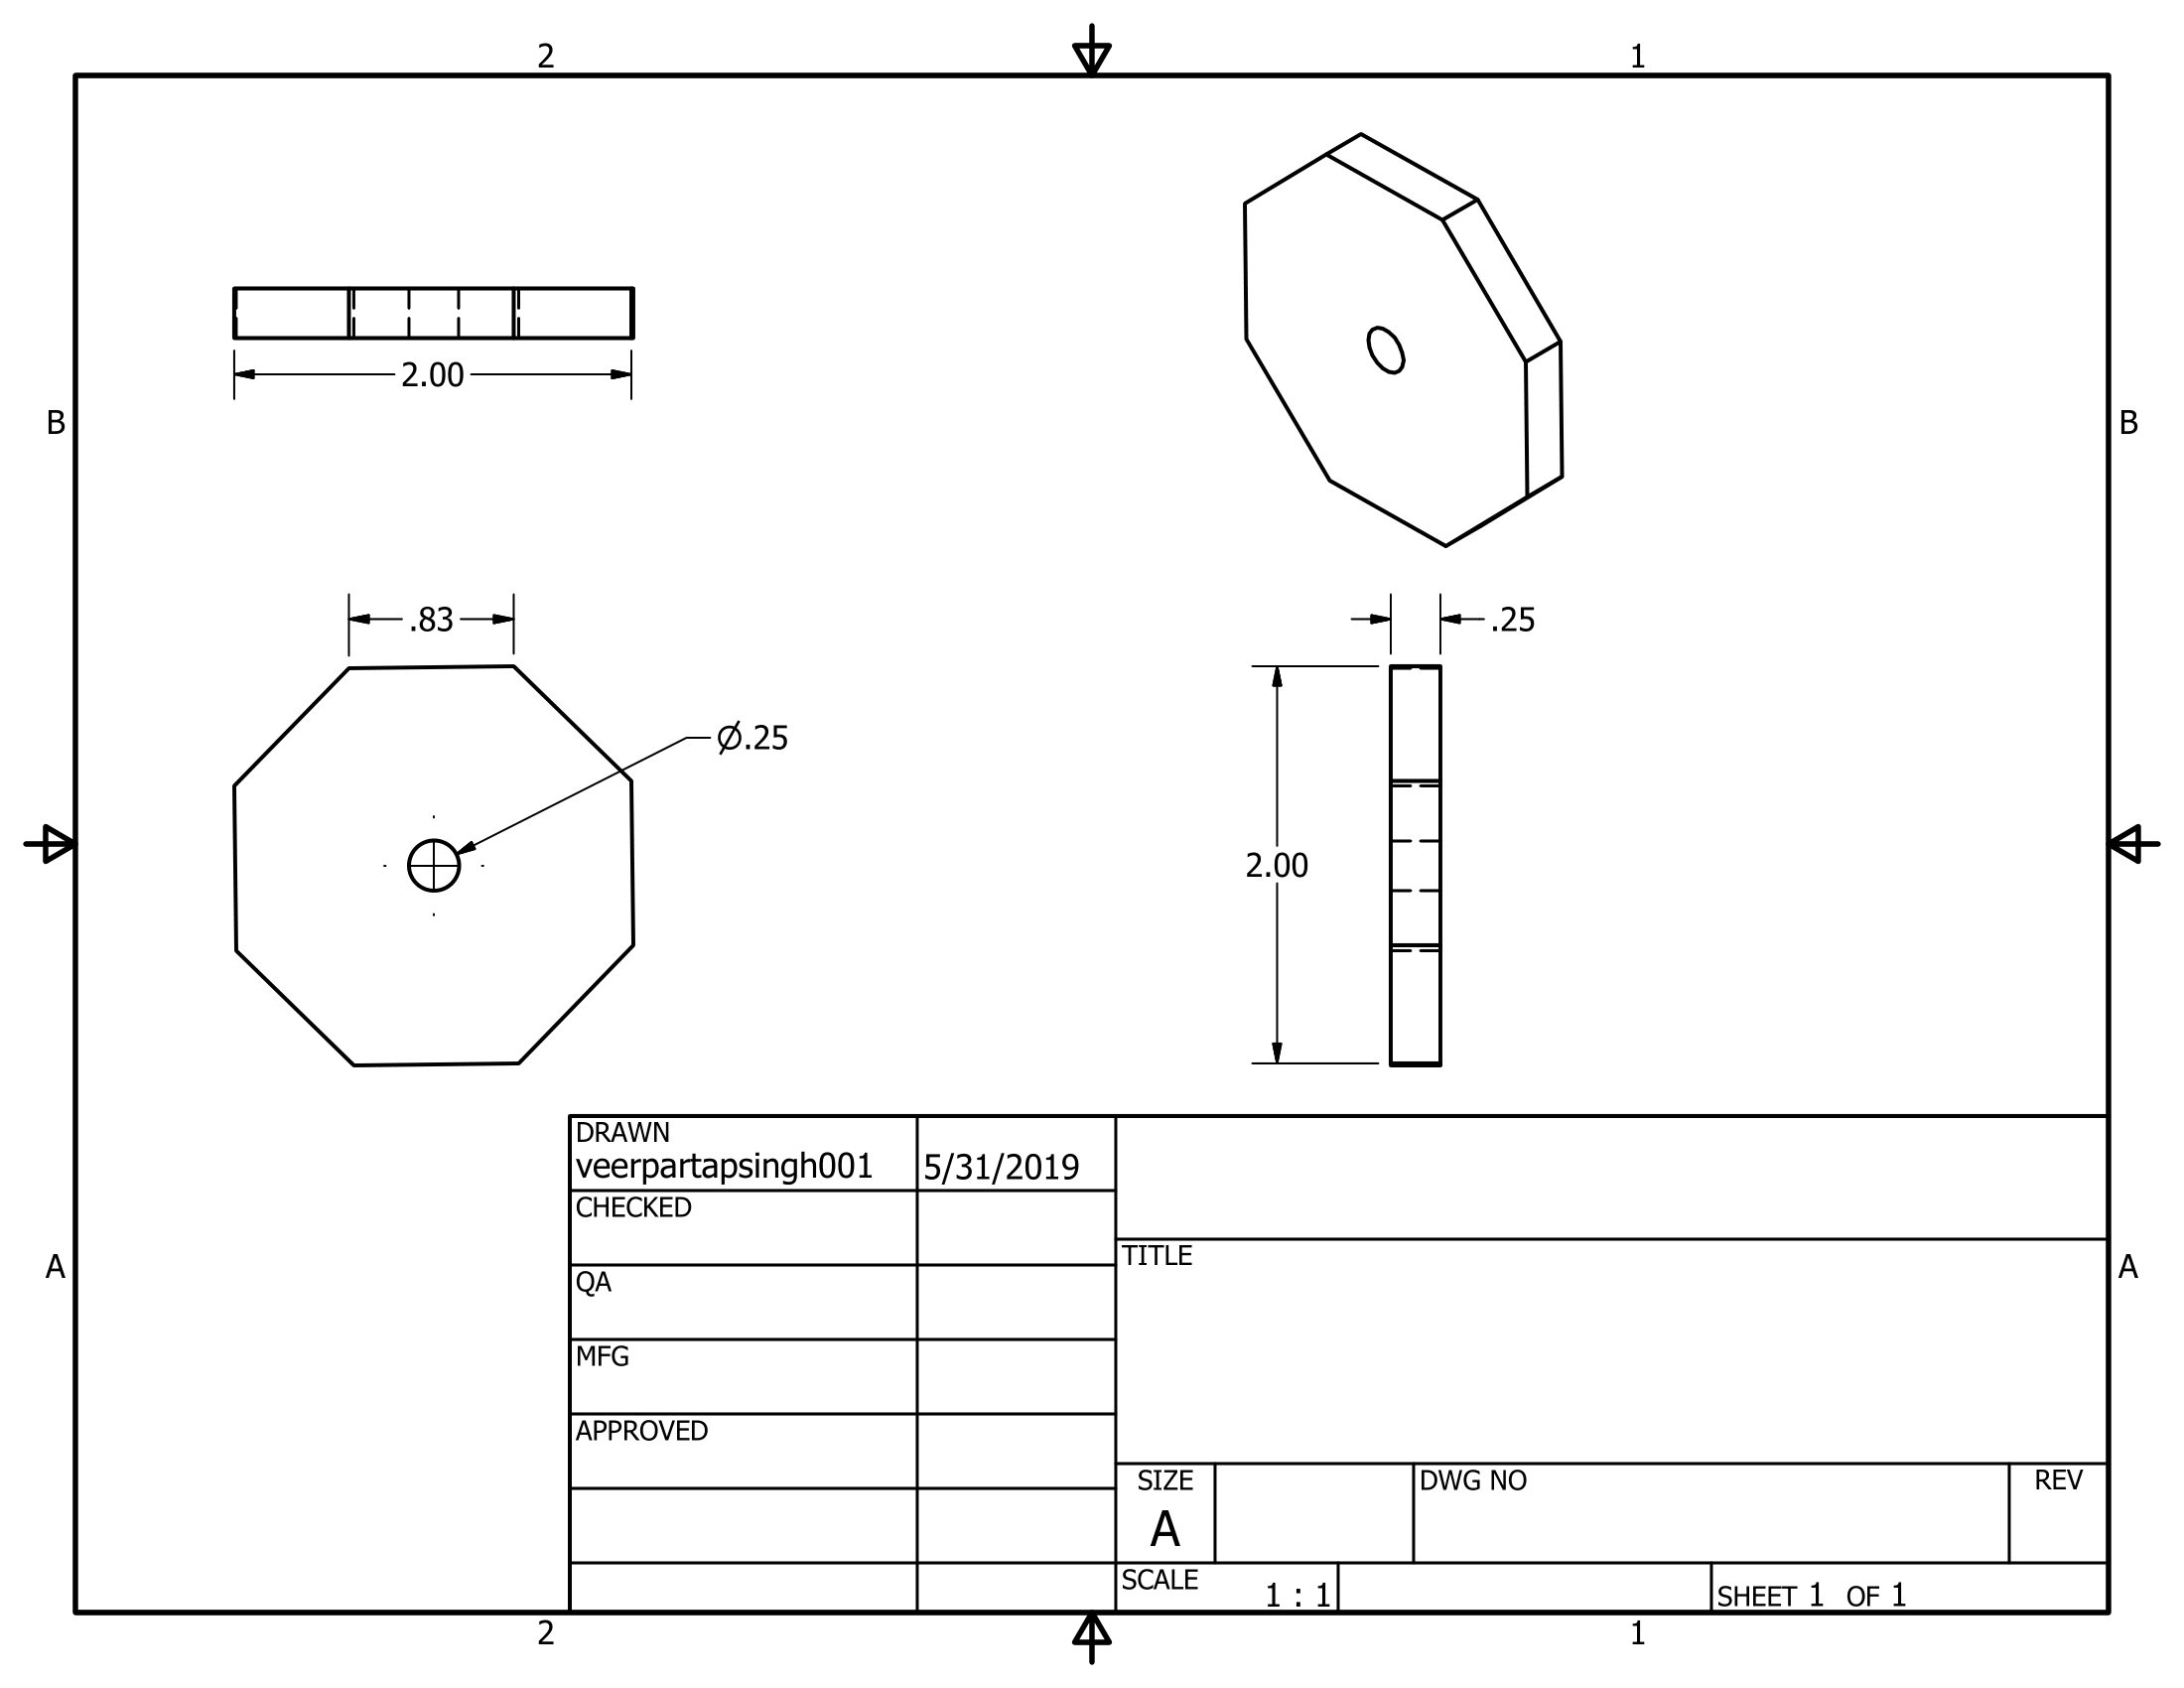 2 1
B B
2.00
.83
.25
Ø.25
2.00
DRAWN
veerpartapsingh001 5/31/2019
CHECKED
QA
MFG
APPROVED
TITLE
A A
SIZE
A
DWG NO
REV
SCALE
1 : 1
SHEET 1 OF 1
2 1